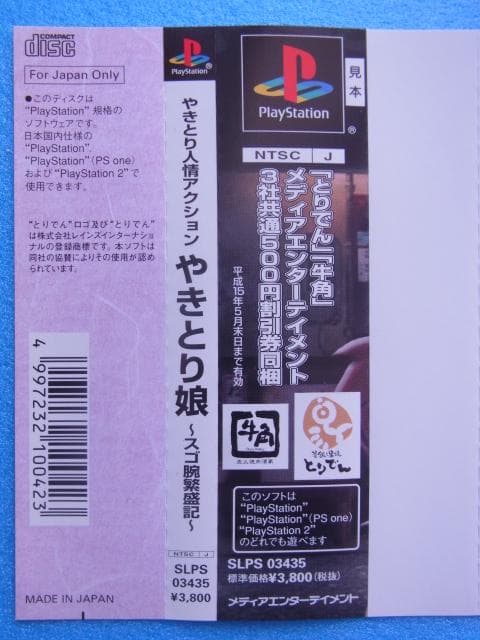 COMPACT
disc
For Japan Only
●このディスクは
"PlayStation" 規格の
ソフトウェアです。
日本国内仕様の
"PlayStation",
"PlayStation"(PS one)
および"PlayStation 2"で
使用できます。
"とりでん"ロゴ及び"とりでん"
は株式会社レインズインターナショ
ナルの登録商標です。本ソフトは
同社の協賛によりその使用が認め
られています。
4 997232 100423
MADE IN JAPAN
PlayStation
やきとり人情アクション やきとり娘 ～スゴ腕繁盛記～
NTSC J
SLPS
03435
¥3,800
PlayStation
見本
NTSC J
「とりでん」「牛角」
メディアエンターテイメント
3社共通500円割引券同梱
平成15年5月末日まで有効
牛角
とりでん
このソフトは
"PlayStation"
"PlayStation"(PS one)
"PlayStation 2"
のどれでも遊べます
SLPS 03435
標準価格¥3,800(税抜)
メディアエンターテイメント